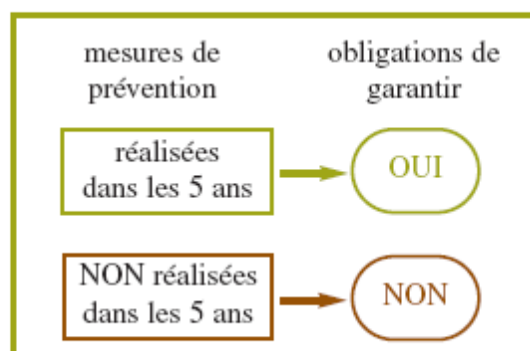 mesures de
prévention
obligations de
garantir
réalisées
dans les 5 ans
OUI
NON réalisées
dans les 5 ans
NON